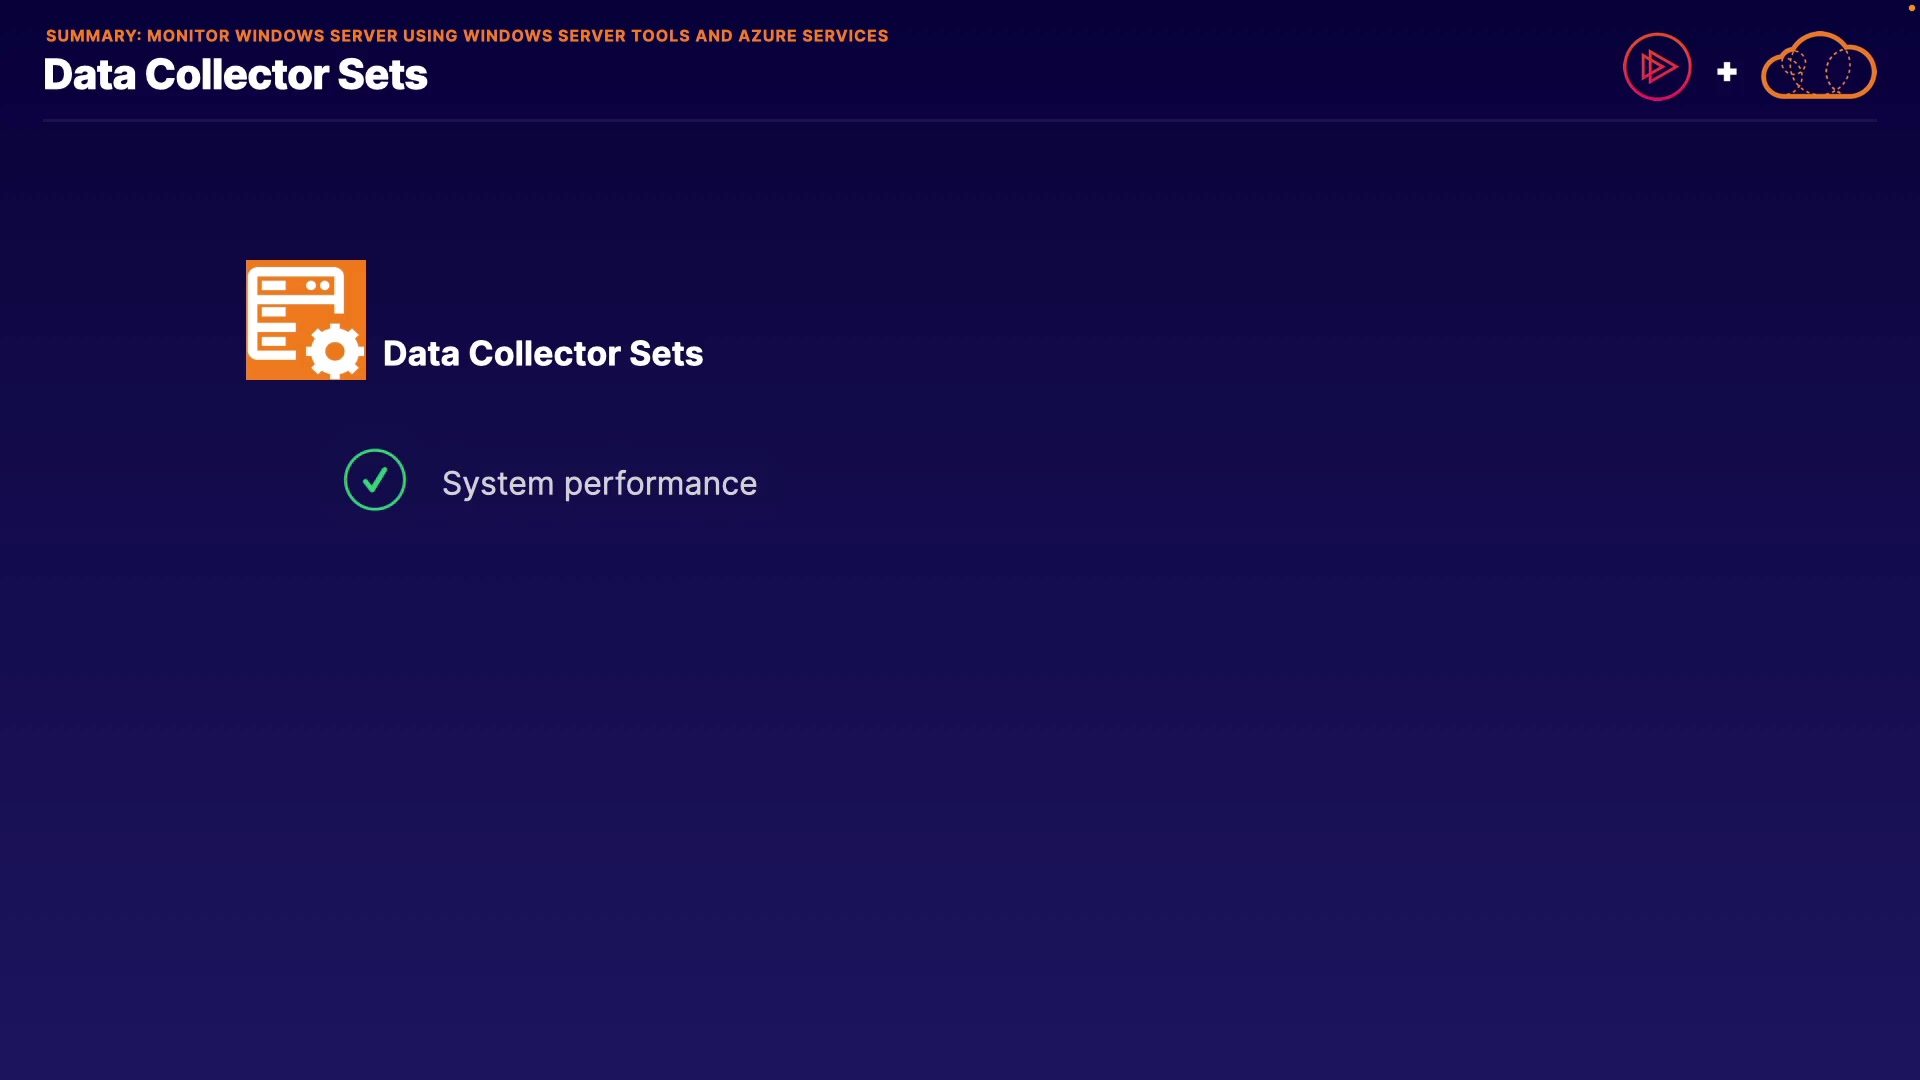 SUMMARY: MONITOR WINDOWS SERVER USING WINDOWS SERVER TOOLS AND AZURE SERVICES
Data Collector Sets
Data Collector Sets
System performance